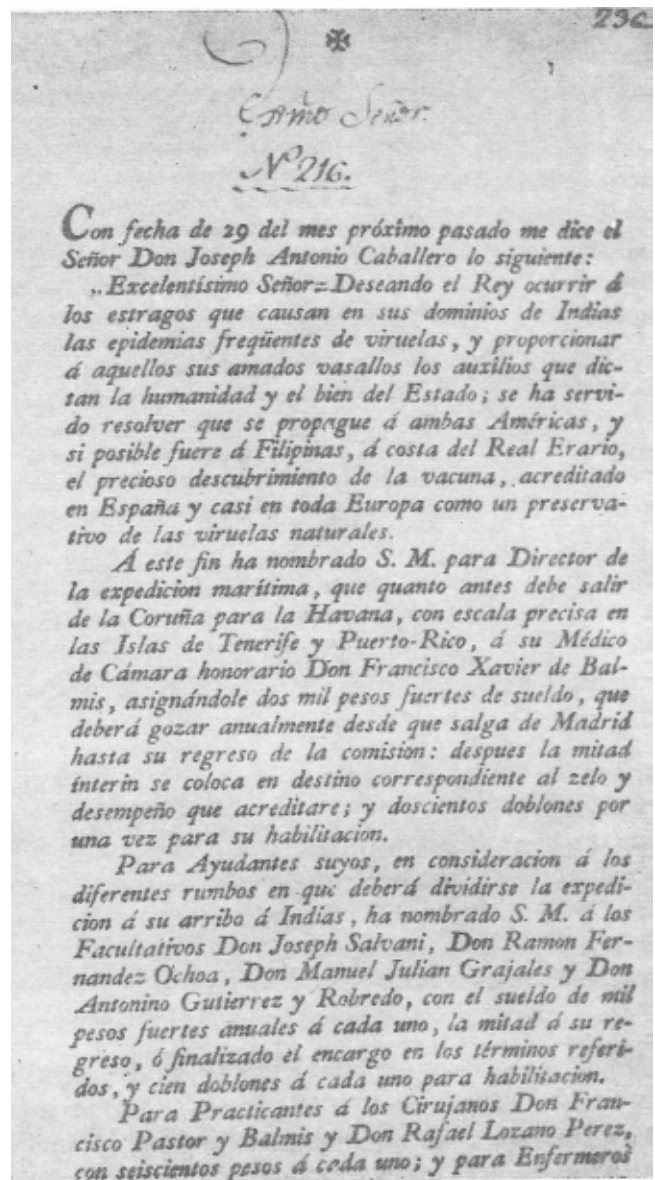 236
✠
Exmo Señor.
Nº 216.
Con fecha de 29 del mes próximo pasado me dice el
Señor Don Joseph Antonio Caballero lo siguiente:
„Excelentísimo Señor=Deseando el Rey ocurrir á
los estragos que causan en sus dominios de Indias
las epidemias freqüentes de viruelas, y proporcionar
á aquellos sus amados vasallos los auxilios que dic-
tan la humanidad y el bien del Estado; se ha servi-
do resolver que se propague á ambas Américas, y
si posible fuere á Filipinas, á costa del Real Erario,
el precioso descubrimiento de la vacuna, acreditado
en España y casi en toda Europa como un preserva-
tivo de las viruelas naturales.
Á este fin ha nombrado S. M. para Director de
la expedicion marítima, que quanto antes debe salir
de la Coruña para la Havana, con escala precisa en
las Islas de Tenerife y Puerto-Rico, á su Médico
de Cámara honorario Don Francisco Xavier de Bal-
mis, asignándole dos mil pesos fuertes de sueldo, que
deberá gozar anualmente desde que salga de Madrid
hasta su regreso de la comision: despues la mitad
ínterin se coloca en destino correspondiente al zelo y
desempeño que acreditare; y doscientos doblones por
una vez para su habilitacion.
Para Ayudantes suyos, en consideracion á los
diferentes rumbos en que deberá dividirse la expedi-
cion á su arribo á Indias, ha nombrado S. M. á los
Facultativos Don Joseph Salvani, Don Ramon Fer-
nandez Ochoa, Don Manuel Julian Grajales y Don
Antonino Gutierrez y Robredo, con el sueldo de mil
pesos fuertes anuales á cada uno, la mitad á su re-
greso, ó finalizado el encargo en los términos referi-
dos, y cien doblones á cada uno para habilitacion.
Para Practicantes á los Cirujanos Don Fran-
cisco Pastor y Balmis y Don Rafael Lozano Perez,
con seiscientos pesos á cada uno; y para Enfermeros